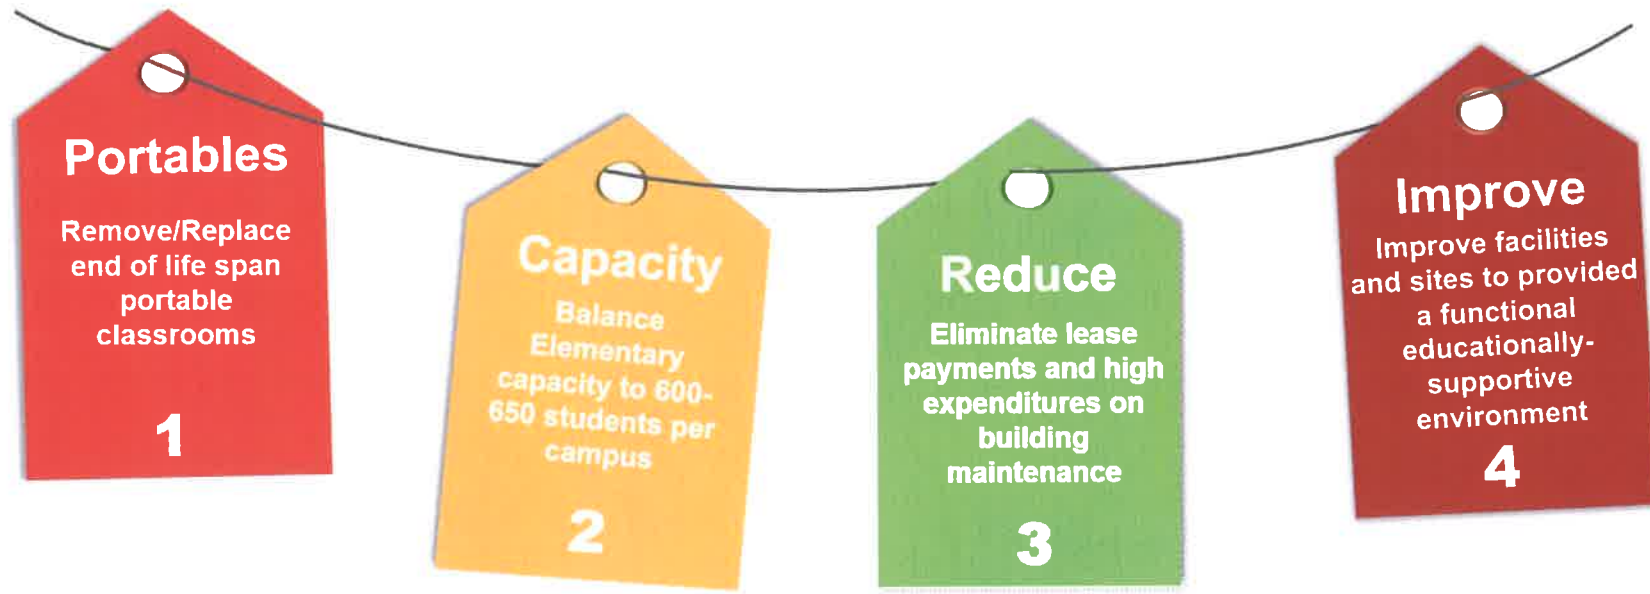 Portables
Remove/Replace
end of life span
portable
classrooms
1
Capacity
Balance
Elementary
capacity to 600-
650 students per
campus
2
Reduce
Eliminate lease
payments and high
expenditures on
building
maintenance
3
Improve
Improve facilities
and sites to provided
a functional
educationally-
supportive
environment
4